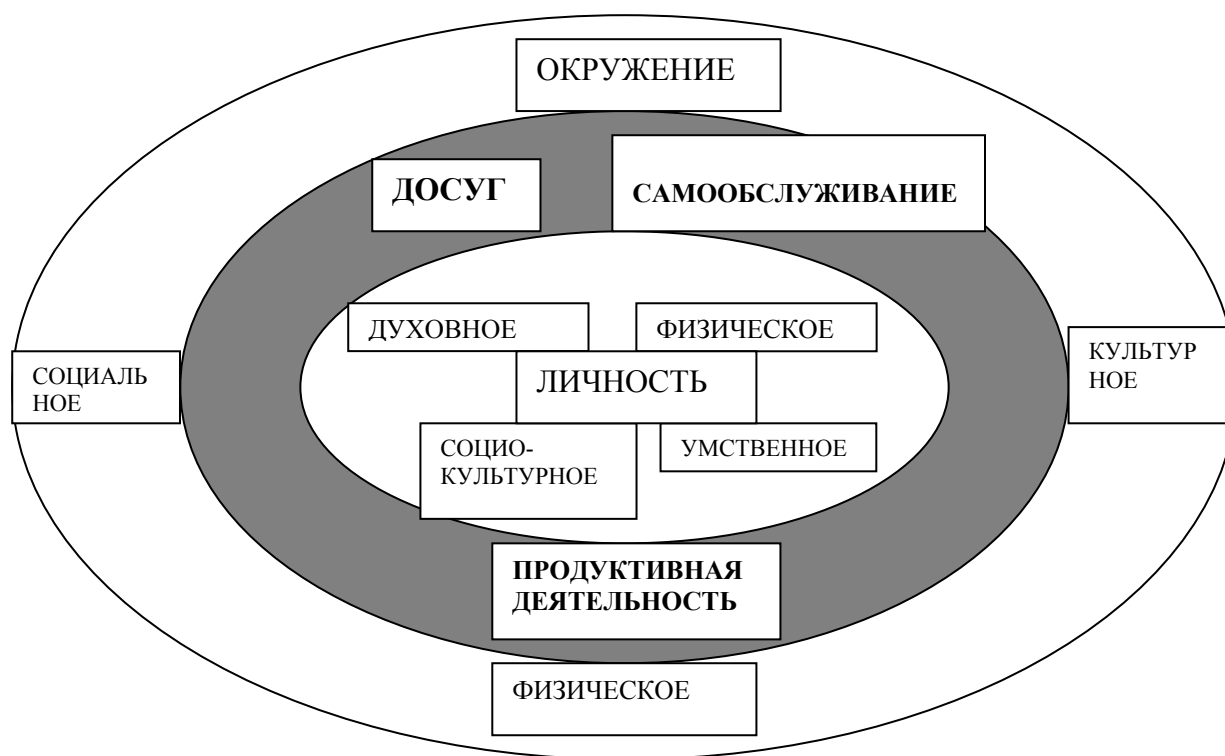 ОКРУЖЕНИЕ
ДОСУГ
САМООБСЛУЖИВАНИЕ
ДУХОВНОЕ
ФИЗИЧЕСКОЕ
СОЦИАЛЬ
НОЕ
ЛИЧНОСТЬ
КУЛЬТУР
НОЕ
СОЦИО-
КУЛЬТУРНОЕ
УМСТВЕННОЕ
ПРОДУКТИВНАЯ
ДЕЯТЕЛЬНОСТЬ
ФИЗИЧЕСКОЕ